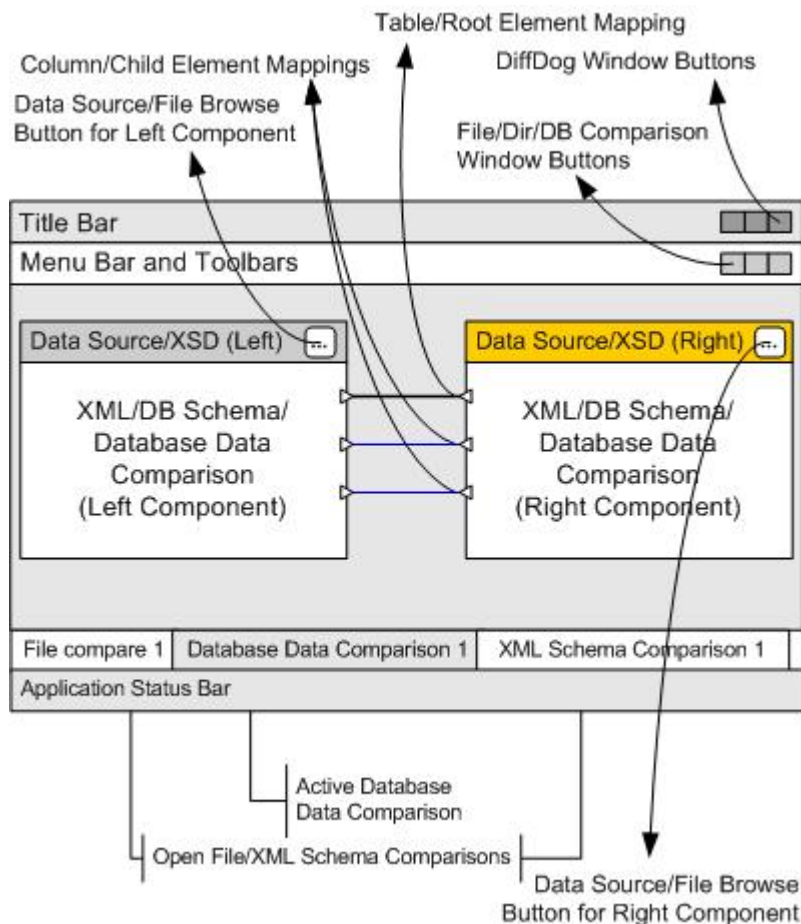 Table/Root Element Mapping
DiffDog Window Buttons
Column/Child Element Mappings
Data Source/File Browse
Button for Left Component
File/Dir/DB Comparison
Window Buttons
Title Bar
Menu Bar and Toolbars
Data Source/XSD (Left)
...
Data Source/XSD (Right)
...
XML/DB Schema/
Database Data
Comparison
(Left Component)
XML/DB Schema/
Database Data
Comparison
(Right Component)
File compare 1
Database Data Comparison 1
XML Schema Comparison 1
Application Status Bar
Active Database
Data Comparison
Open File/XML Schema Comparisons
Data Source/File Browse
Button for Right Component